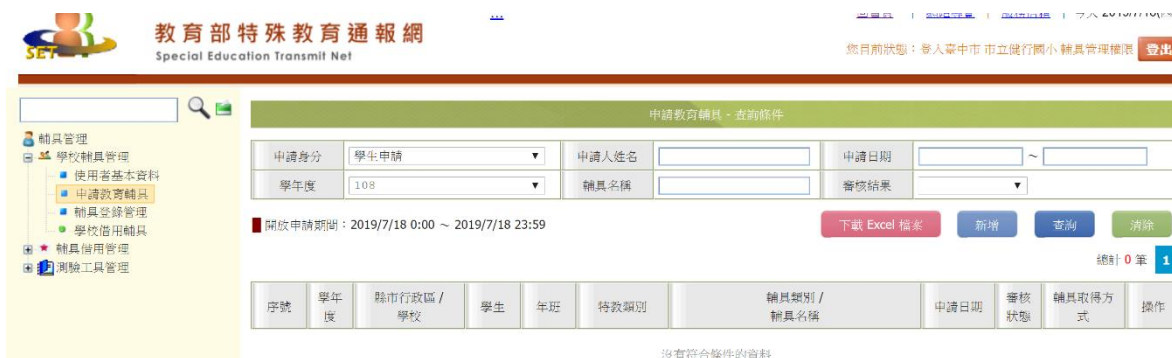 教育部特殊教育通報網
SET
Special Education Transmit Net
您目前狀態：登入臺中市 市立健行國小 輔具管理權限 登出
輔具管理
學校輔具管理
使用者基本資料
申請教育輔具
輔具登錄管理
學校借用輔具
輔具借用管理
測驗工具管理
申請教育輔具 - 查詢條件
申請身分 學生申請 申請人姓名 申請日期 ~
學年度 108 輔具名稱 審核結果
開放申請期間：2019/7/18 0:00 ~ 2019/7/18 23:59
下載 Excel 檔案 新增 查詢 清除
總計 0 筆 1
序號 學年度 縣市行政區 / 學校 學生 年班 特教類別 輔具類別 / 輔具名稱 申請日期 審核狀態 輔具取得方式 操作
沒有符合條件的資料